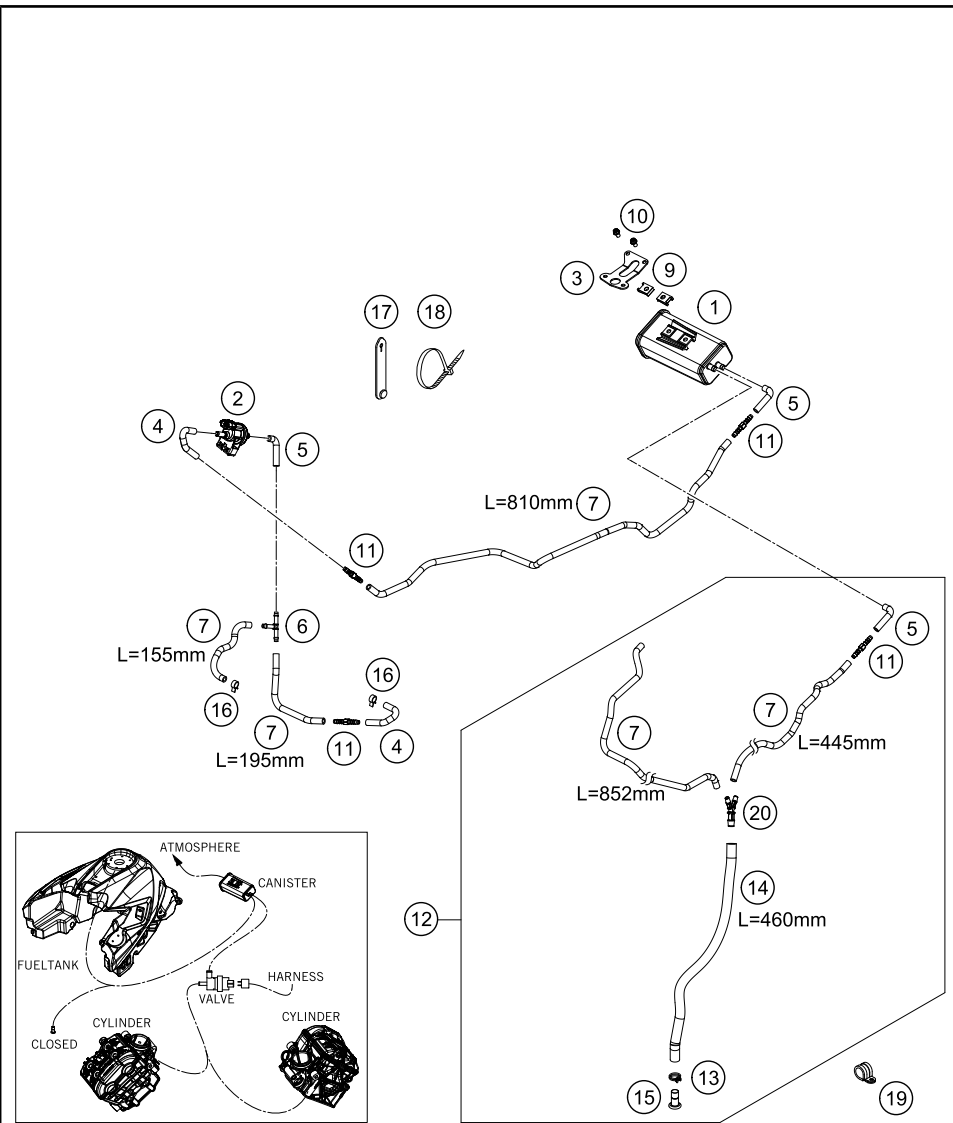 10
3
9
1
17
18
2
4
5
5
11
L=810mm 7
11
7
6
L=155mm
5
11
16
16
7
7
7
L=445mm
11
4
L=195mm
L=852mm
20
ATMOSPHERE
CANISTER
14
12
L=460mm
FUELTANK
HARNESS
VALVE
CYLINDER
CYLINDER
CLOSED
13
15
19